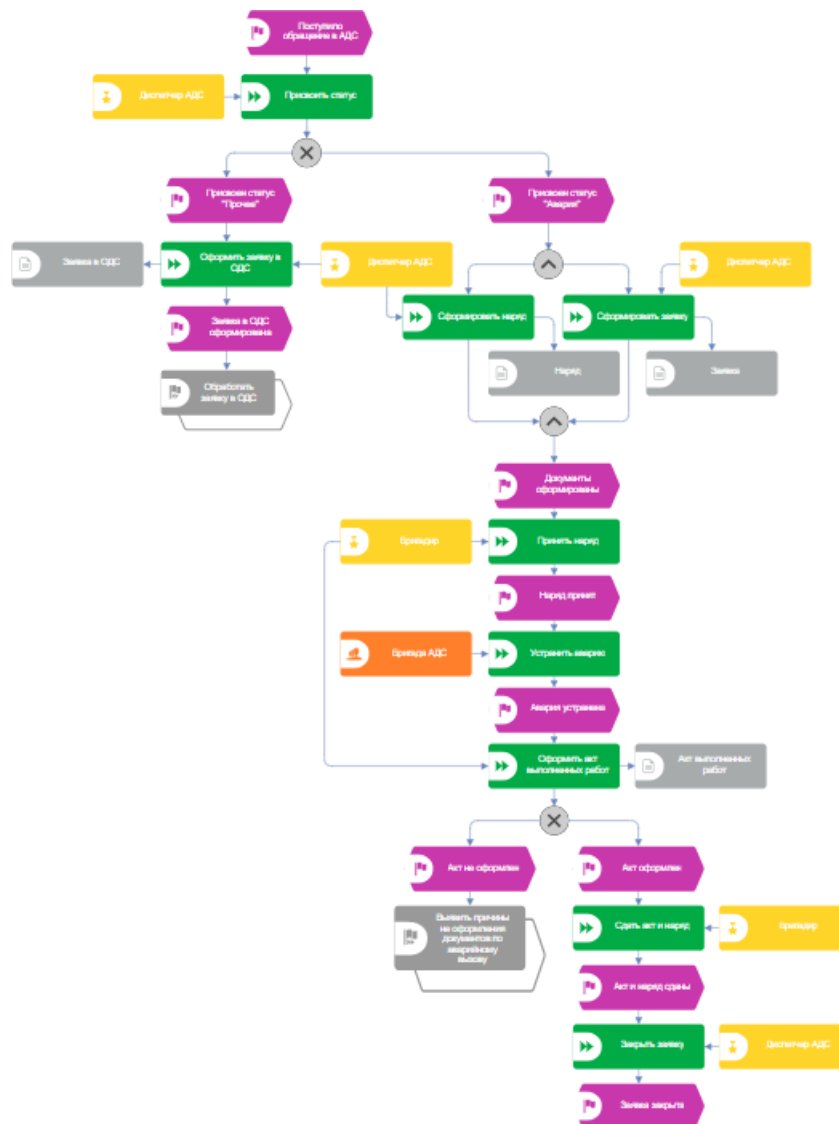 Поступило
обращение в АДС
Диспетчер АДС
Присвоить статус
Присвоен статус
"Прочее"
Присвоен статус
"Авария"
Заявка в ОДС
Оформить заявку в
ОДС
Диспетчер АДС
Диспетчер АДС
Заявка в ОДС
оформирована
Сформировать наряд
Сформировать заявку
Обработать
заявку в ОДС
Наряд
Заявка
Документы
сформированы
Бригадир
Принять наряд
Наряд принят
Бригада АДС
Устранить аварию
Авария устранена
Оформить акт
выполненных работ
Акт выполненных
работ
Акт не оформлен
Акт оформлен
Выявить причины
не оформления
документов по
аварийному
вызову
Сдать акт и наряд
Бригадир
Акт и наряд сданы
Закрыть заявку
Диспетчер АДС
Заявка закрыта